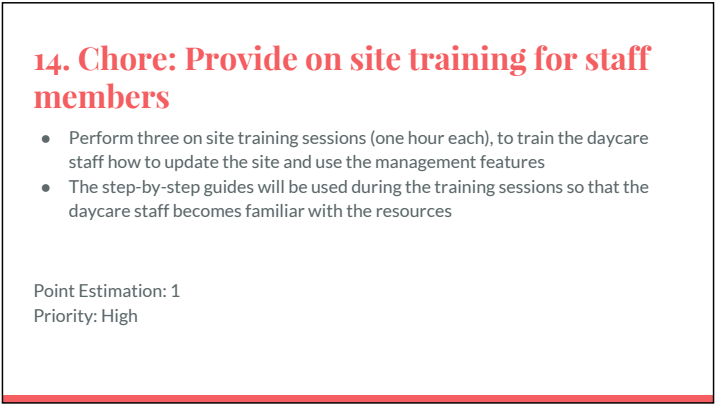 14. Chore: Provide on site training for staff
members
● Perform three on site training sessions (one hour each), to train the daycare
staff how to update the site and use the management features
● The step-by-step guides will be used during the training sessions so that the
daycare staff becomes familiar with the resources
Point Estimation: 1
Priority: High